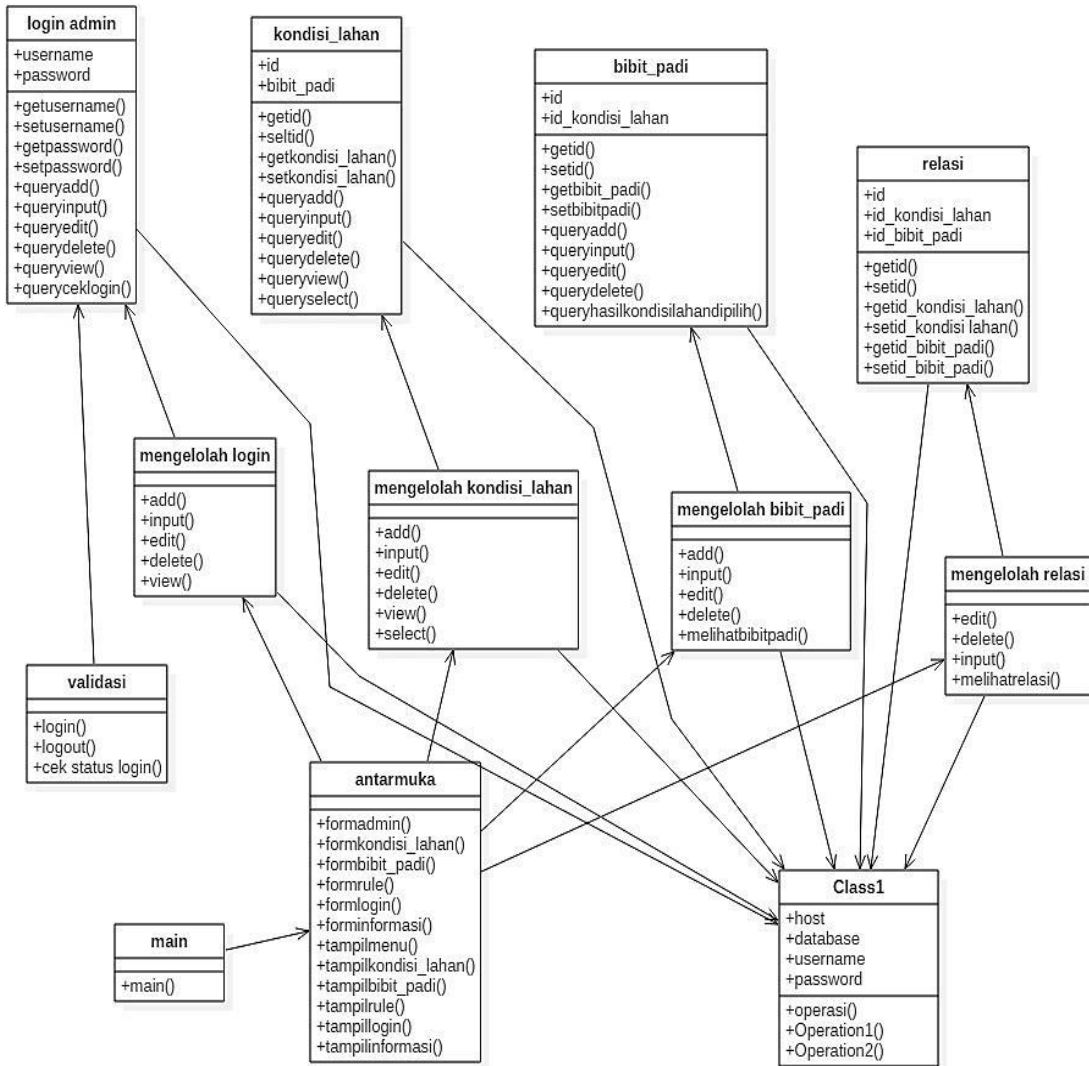 login admin
+username
+password
+getusername()
+setusername()
+getpassword()
+setpassword()
+queryadd()
+queryinput()
+queryedit()
+querydelete()
+queryview()
+queryceklogin()
kondisi_lahan
+id
+bibit_padi
+getid()
+seltid()
+getkondisi_lahan()
+setkondisi_lahan()
+queryadd()
+queryinput()
+queryedit()
+querydelete()
+queryview()
+queryselect()
bibit_padi
+id
+id_kondisi_lahan
+getid()
+setid()
+getbibit_padi()
+setbibitpadi()
+queryadd()
+queryinput()
+queryedit()
+querydelete()
+queryhasilkondisilahandipilih()
relasi
+id
+id_kondisi_lahan
+id_bibit_padi
+getid()
+setid()
+getid_kondisi_lahan()
+setid_kondisi lahan()
+getid_bibit_padi()
+setid_bibit_padi()
mengelolah login
+add()
+input()
+edit()
+delete()
+view()
mengelolah kondisi_lahan
+add()
+input()
+edit()
+delete()
+view()
+select()
mengelolah bibit_padi
+add()
+input()
+edit()
+delete()
+melihatbibitpadi()
mengelolah relasi
+edit()
+delete()
+input()
+melihatrelasi()
validasi
+login()
+logout()
+cek status login()
antarmuka
+formadmin()
+formkondisi_lahan()
+formbibit_padi()
+formrule()
+formlogin()
+forminformasi()
+tampilmenu()
+tampilkondisi_lahan()
+tampilbibit_padi()
+tampilrule()
+tampillogin()
+tampilinformasi()
main
+main()
Class1
+host
+database
+username
+password
+operasi()
+Operation1()
+Operation2()